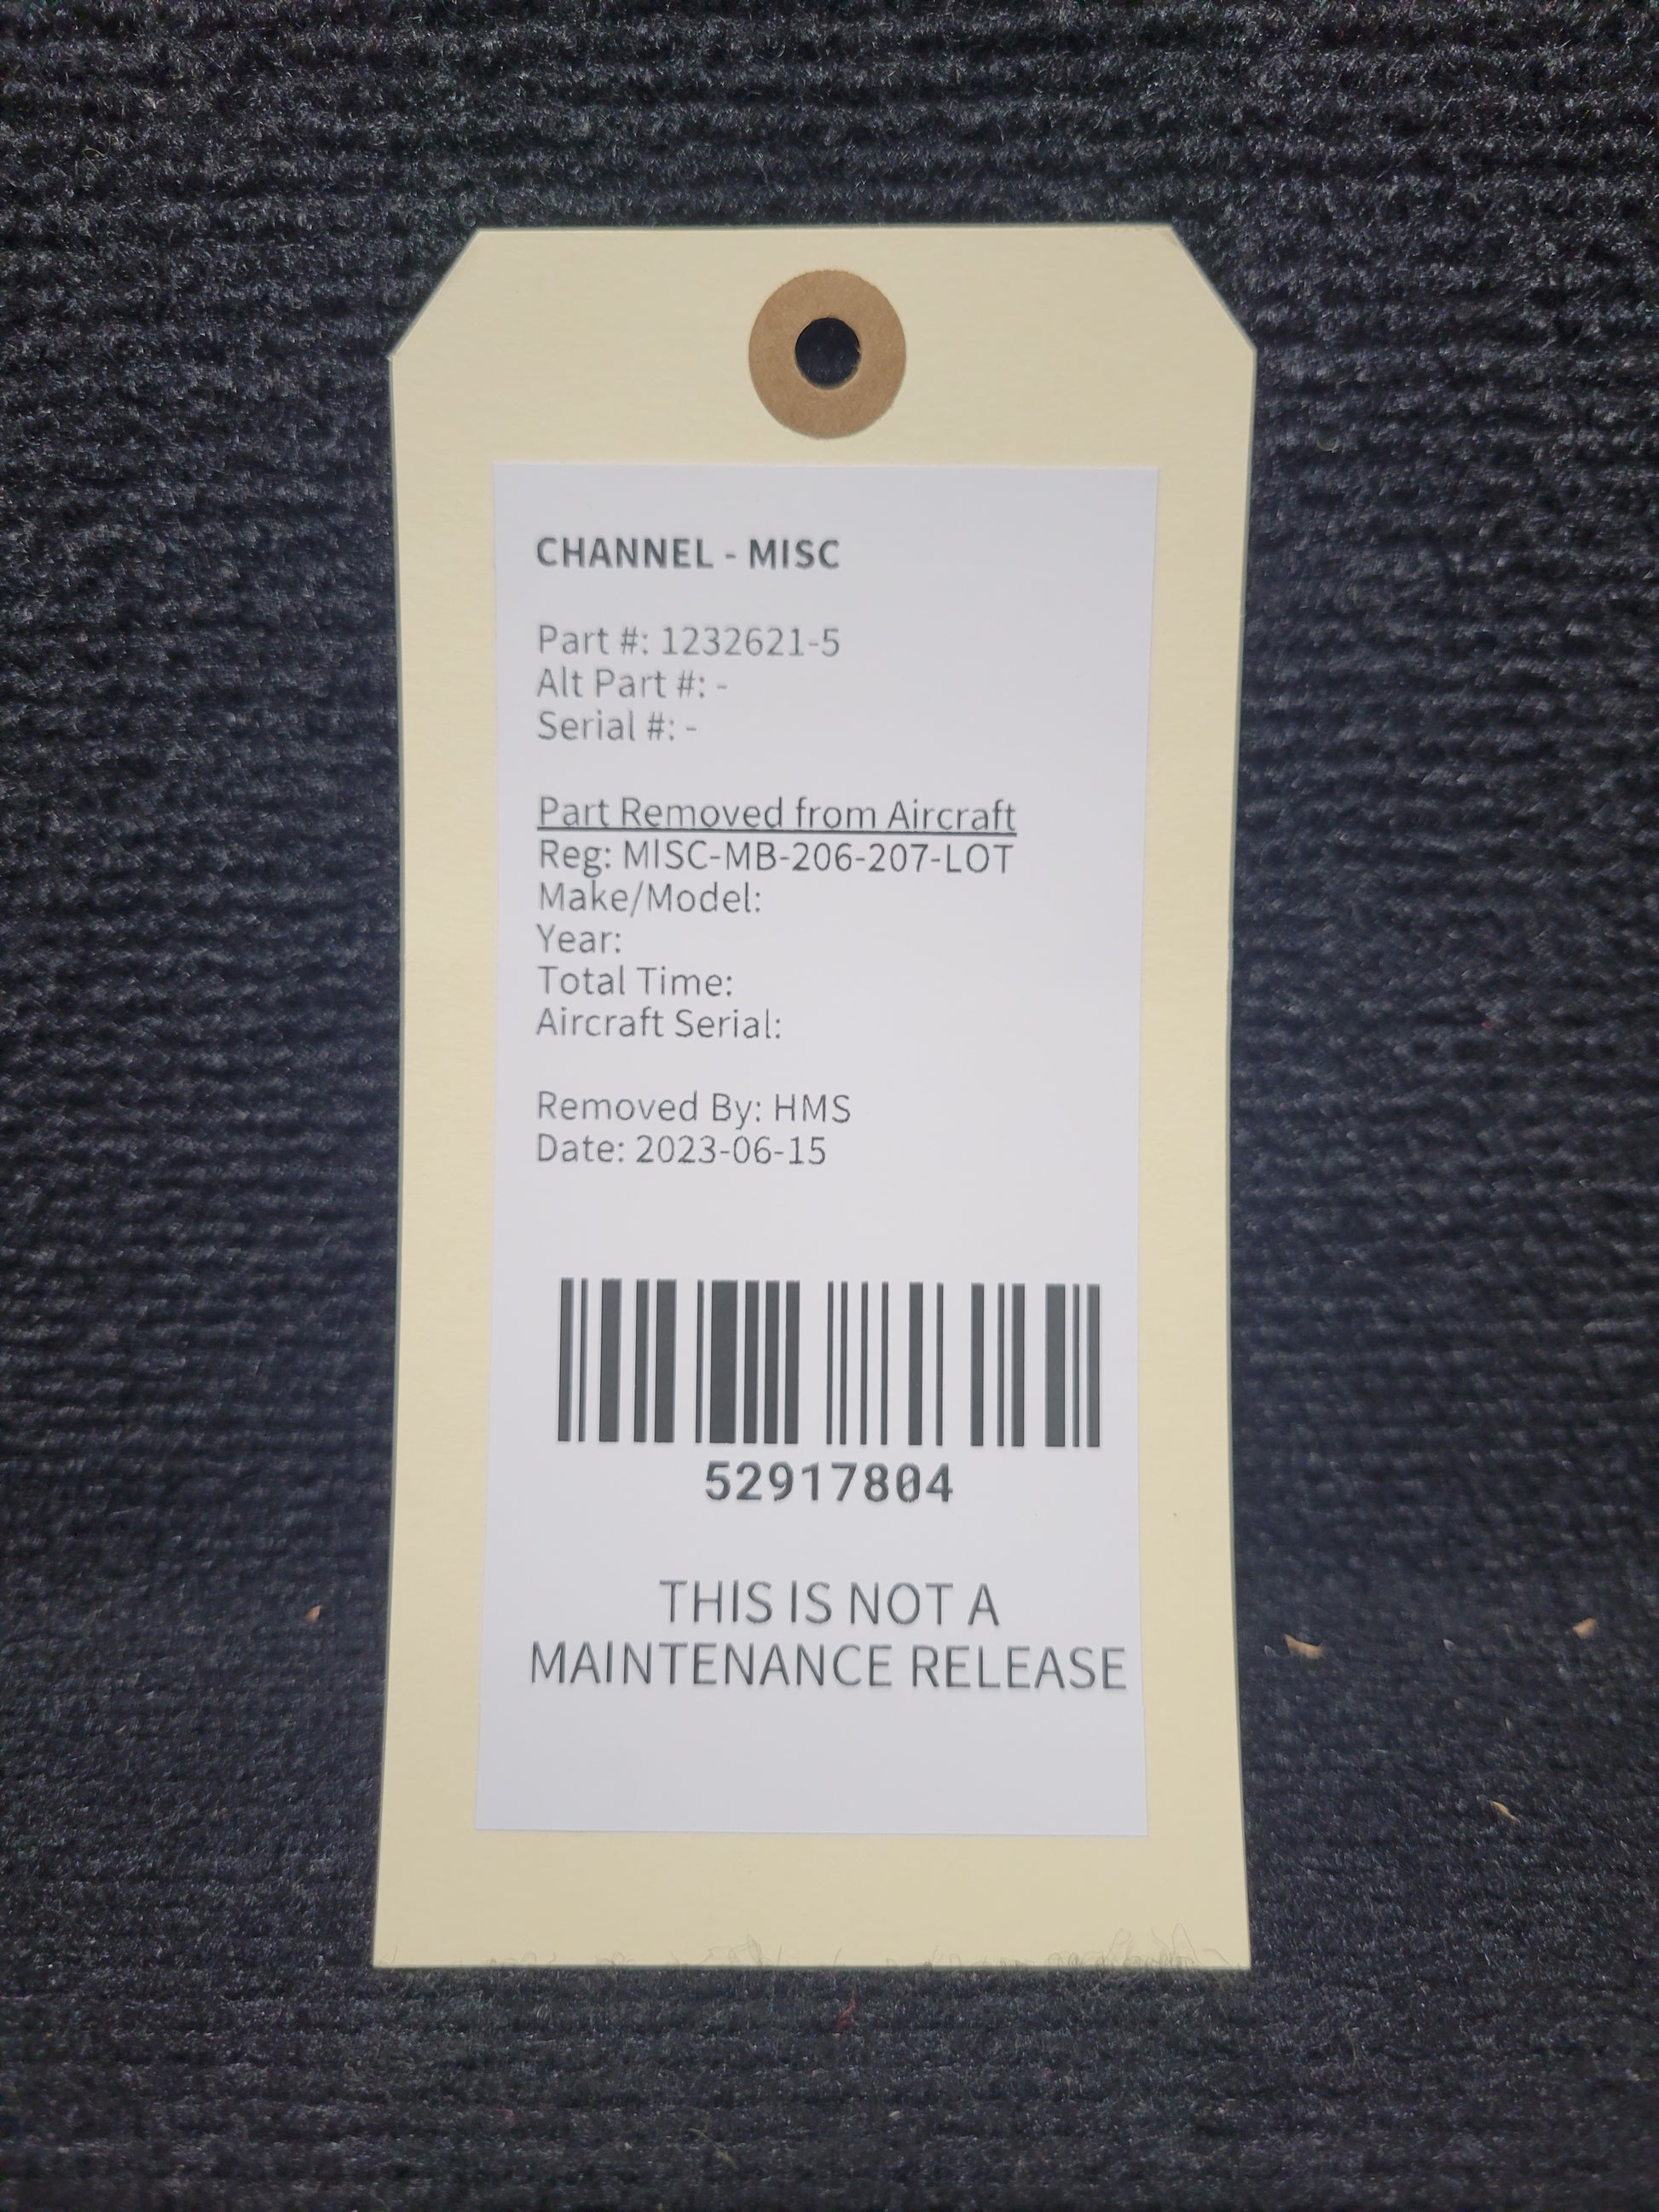 CHANNEL - MISC
Part #: 1232621-5
Alt Part #: -
Serial #: -
Part Removed from Aircraft
Reg: MISC-MB-206-207-LOT
Make/Model:
Year:
Total Time:
Aircraft Serial:
Removed By: HMS
Date: 2023-06-15
52917804
THIS IS NOT A
MAINTENANCE RELEASE